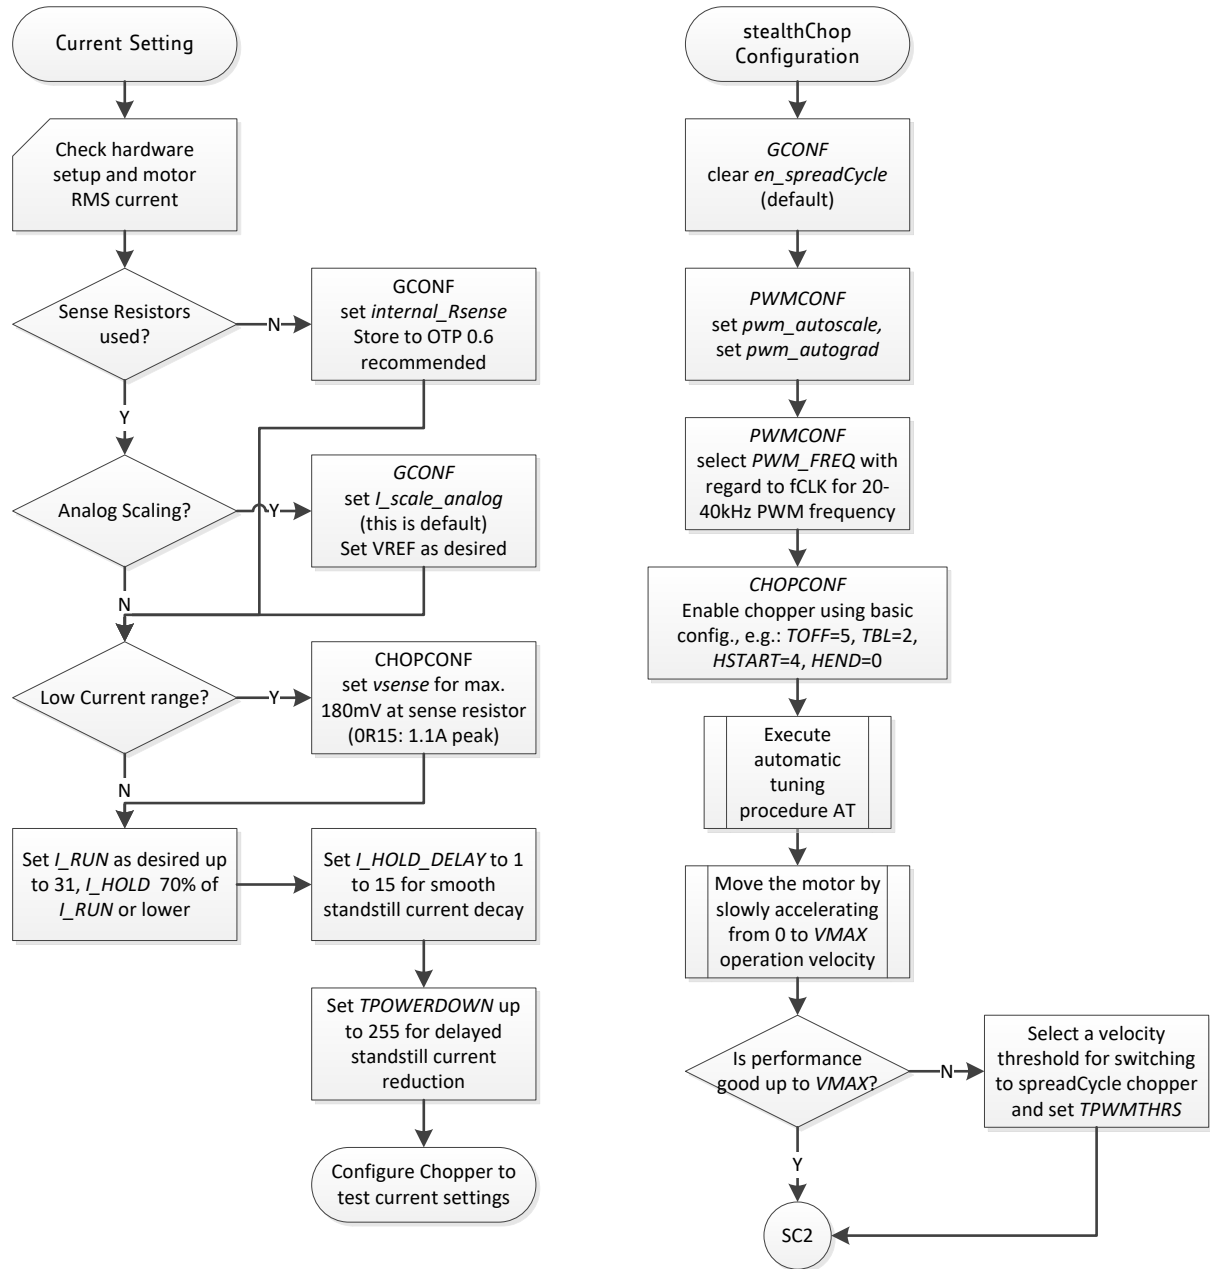 Current Setting
Check hardware
setup and motor
RMS current
Sense Resistors
used?
N
GCONF
set internal_Rsense
Store to OTP 0.6
recommended
Y
Analog Scaling?
Y
GCONF
set I_scale_analog
(this is default)
Set VREF as desired
N
Low Current range?
Y
CHOPCONF
set vsense for max.
180mV at sense resistor
(0R15: 1.1A peak)
N
Set I_RUN as desired up
to 31, I_HOLD 70% of
I_RUN or lower
Set I_HOLD_DELAY to 1
to 15 for smooth
standstill current decay
Set TPOWERDOWN up
to 255 for delayed
standstill current
reduction
Configure Chopper to
test current settings
stealthChop
Configuration
GCONF
clear en_spreadCycle
(default)
PWMCONF
set pwm_autoscale,
set pwm_autograd
PWMCONF
select PWM_FREQ with
regard to fCLK for 20-
40kHz PWM frequency
CHOPCONF
Enable chopper using basic
config., e.g.: TOFF=5, TBL=2,
HSTART=4, HEND=0
Execute
automatic
tuning
procedure AT
Move the motor by
slowly accelerating
from 0 to VMAX
operation velocity
Is performance
good up to VMAX?
N
Select a velocity
threshold for switching
to spreadCycle chopper
and set TPWMTHRS
Y
SC2